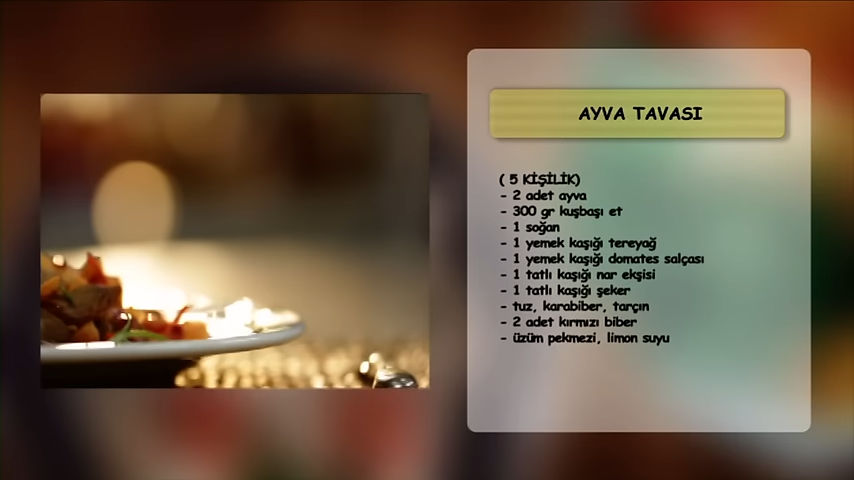 AYVA TAVASI
( 5 KİŞİLİK)
- 2 adet ayva
- 300 gr kuşbaşı et
- 1 soğan
- 1 yemek kaşığı tereyağ
- 1 yemek kaşığı domates salçası
- 1 tatlı kaşığı nar ekşisi
- 1 tatlı kaşığı şeker
- tuz, karabiber, tarçın
- 2 adet kırmızı biber
- üzüm pekmezi, limon suyu